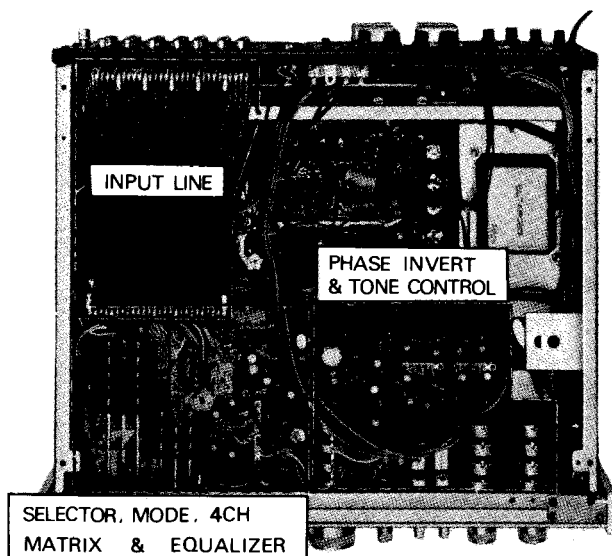 INPUT LINE
PHASE INVERT
& TONE CONTROL
SELECTOR, MODE, 4CH
MATRIX & EQUALIZER